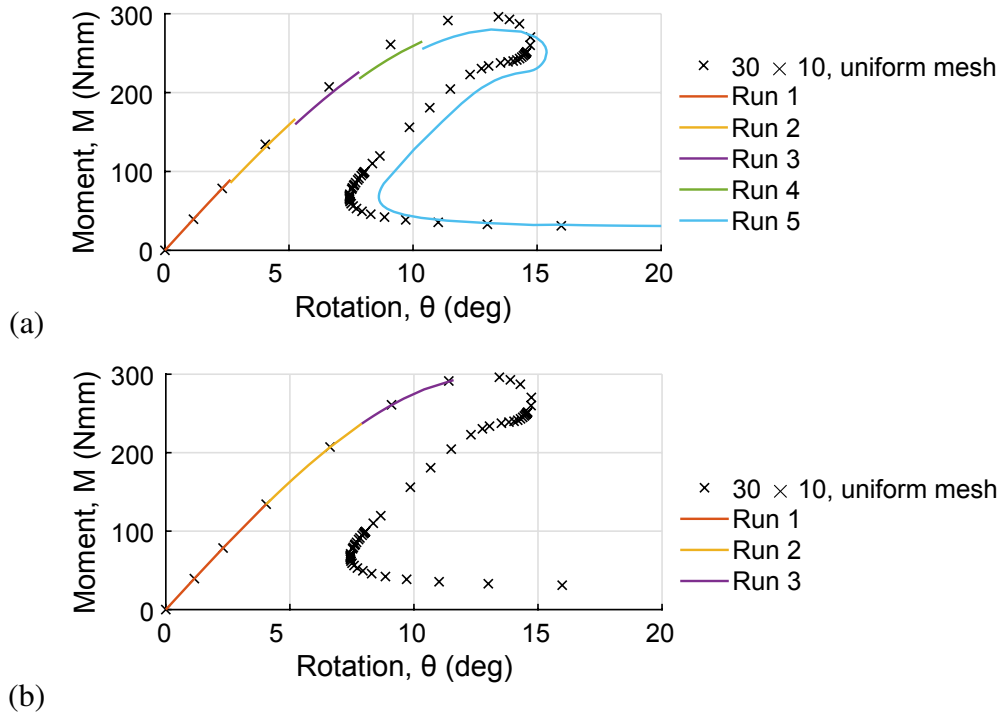 (a)
Moment, M (Nmm)
300
200
100
0
0 5 10 15 20
Rotation, θ (deg)
× 30 × 10, uniform mesh
Run 1
Run 2
Run 3
Run 4
Run 5
(b)
Moment, M (Nmm)
300
200
100
0
0 5 10 15 20
Rotation, θ (deg)
× 30 × 10, uniform mesh
Run 1
Run 2
Run 3